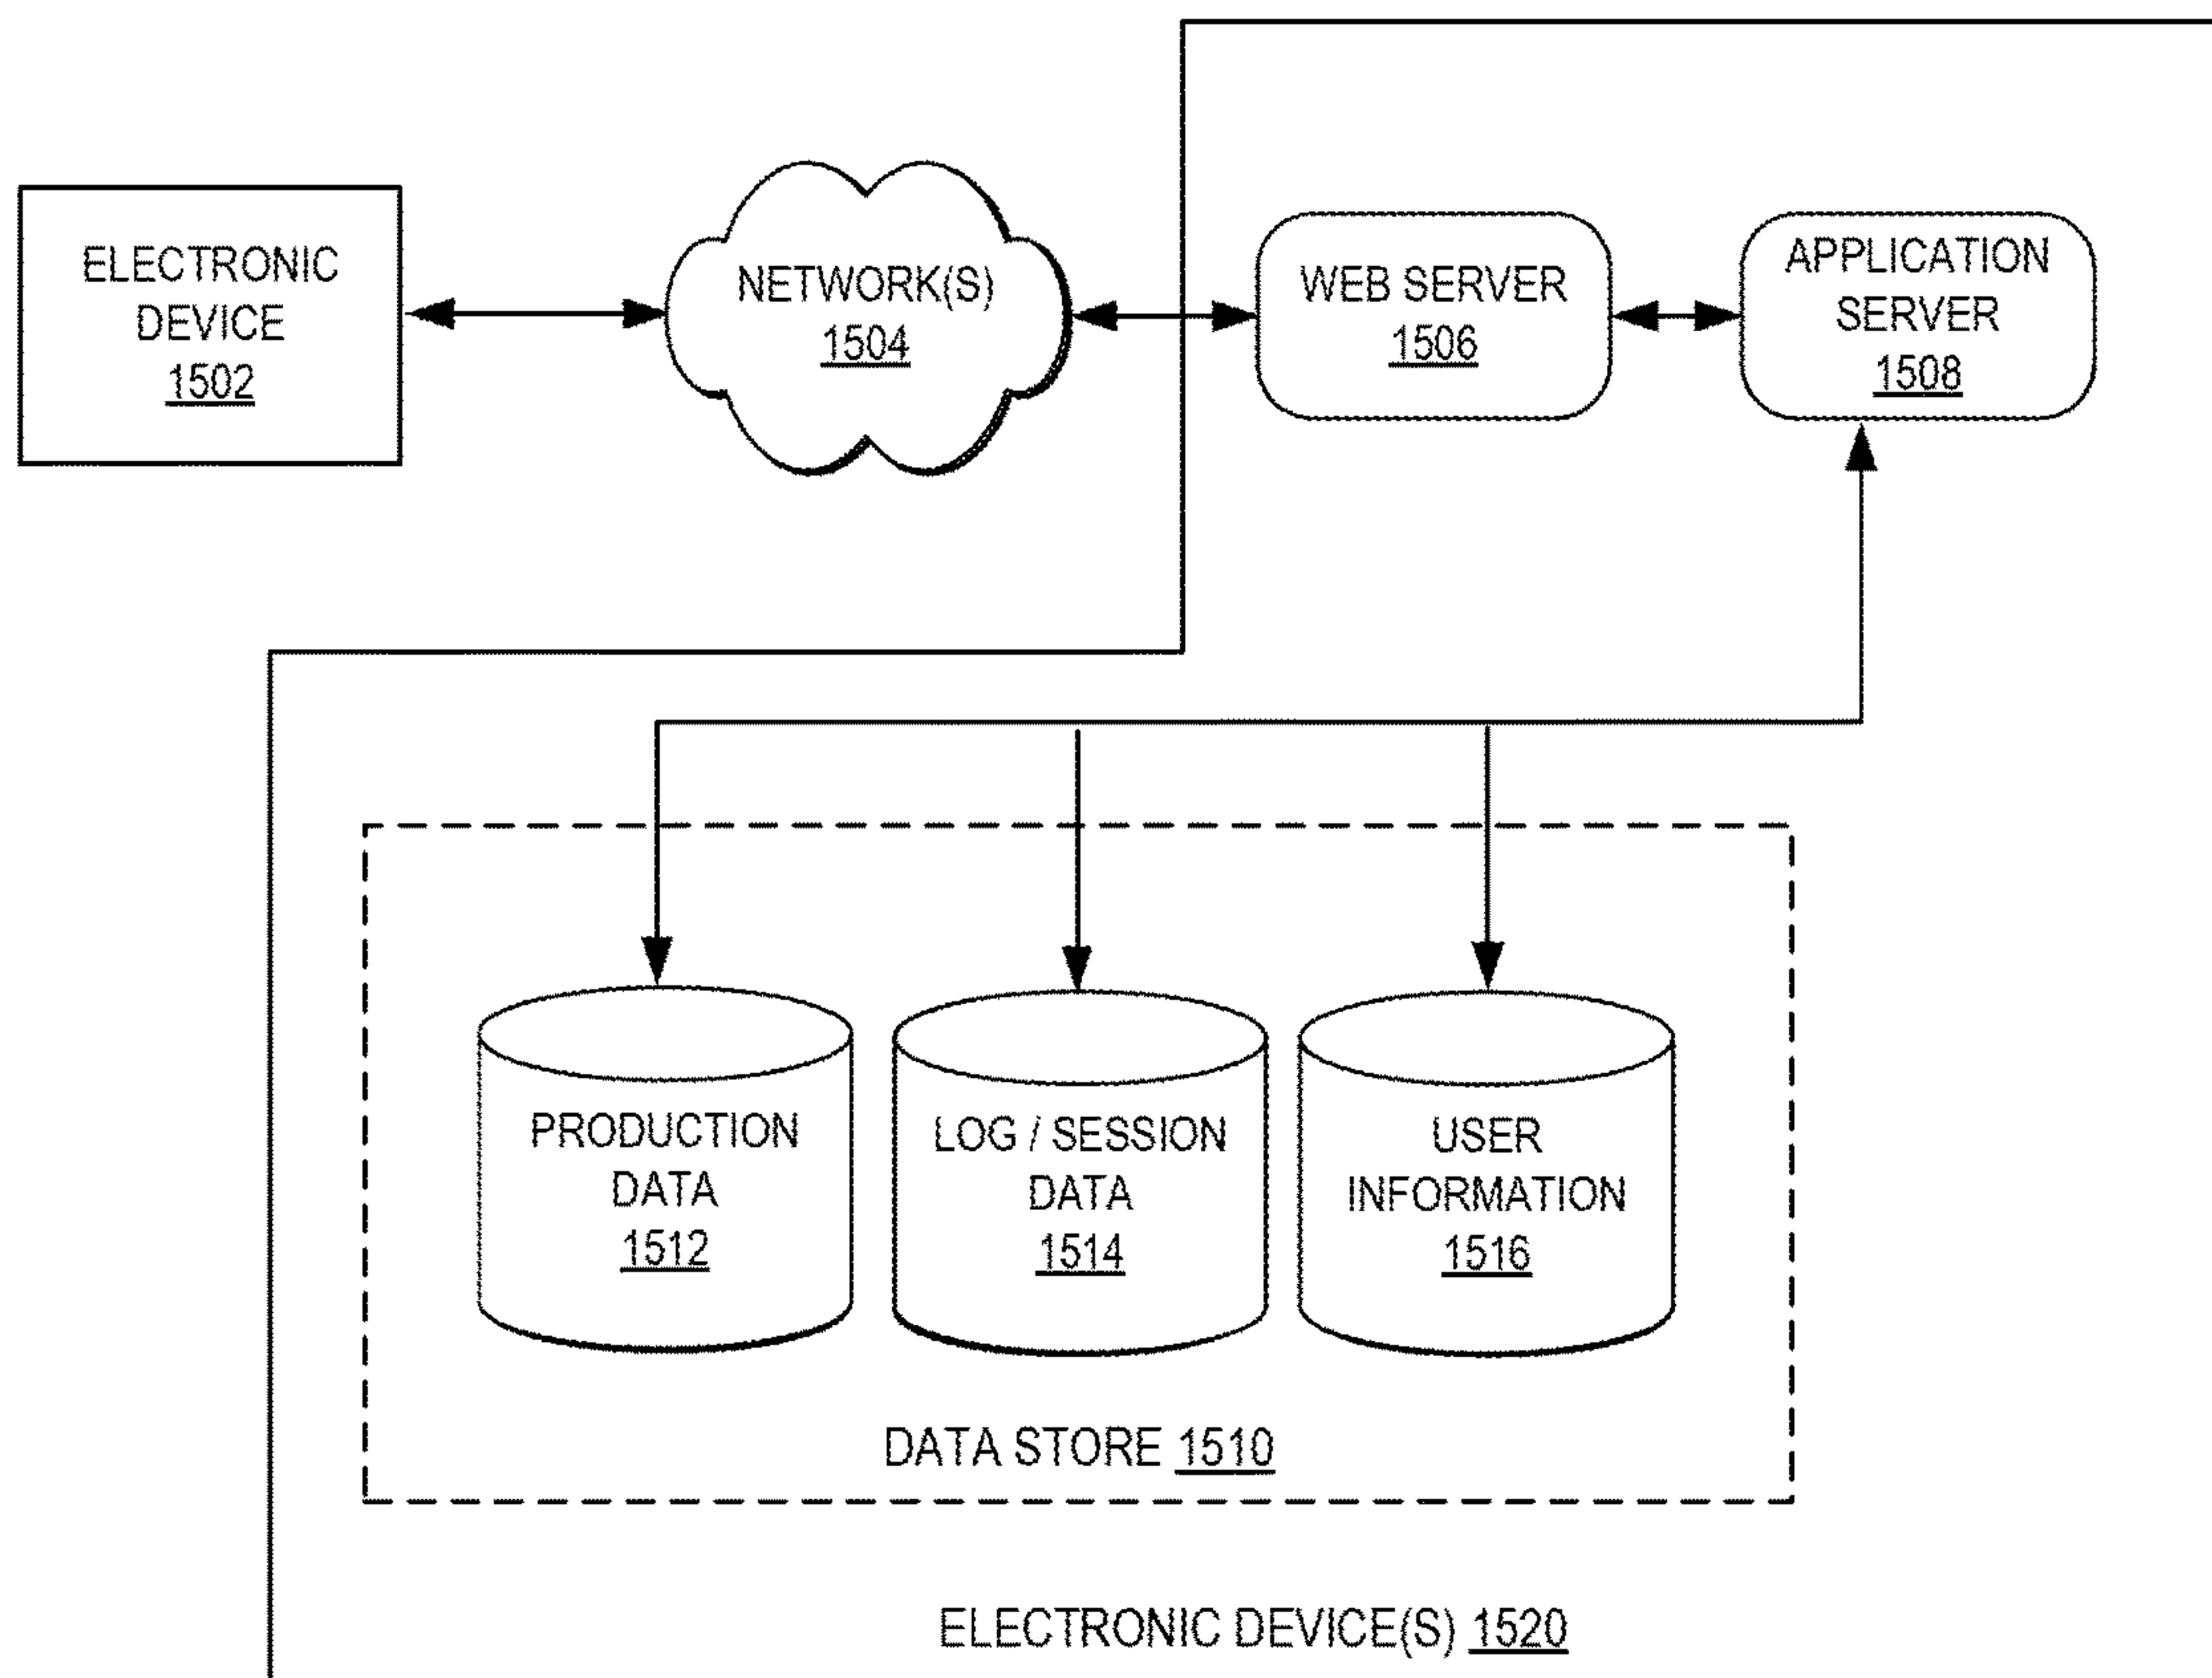 ELECTRONIC
DEVICE
1502
NETWORK(S)
1504
WEB SERVER
1506
APPLICATION
SERVER
1508
PRODUCTION
DATA
1512
LOG / SESSION
DATA
1514
USER
INFORMATION
1516
DATA STORE 1510
ELECTRONIC DEVICE(S) 1520